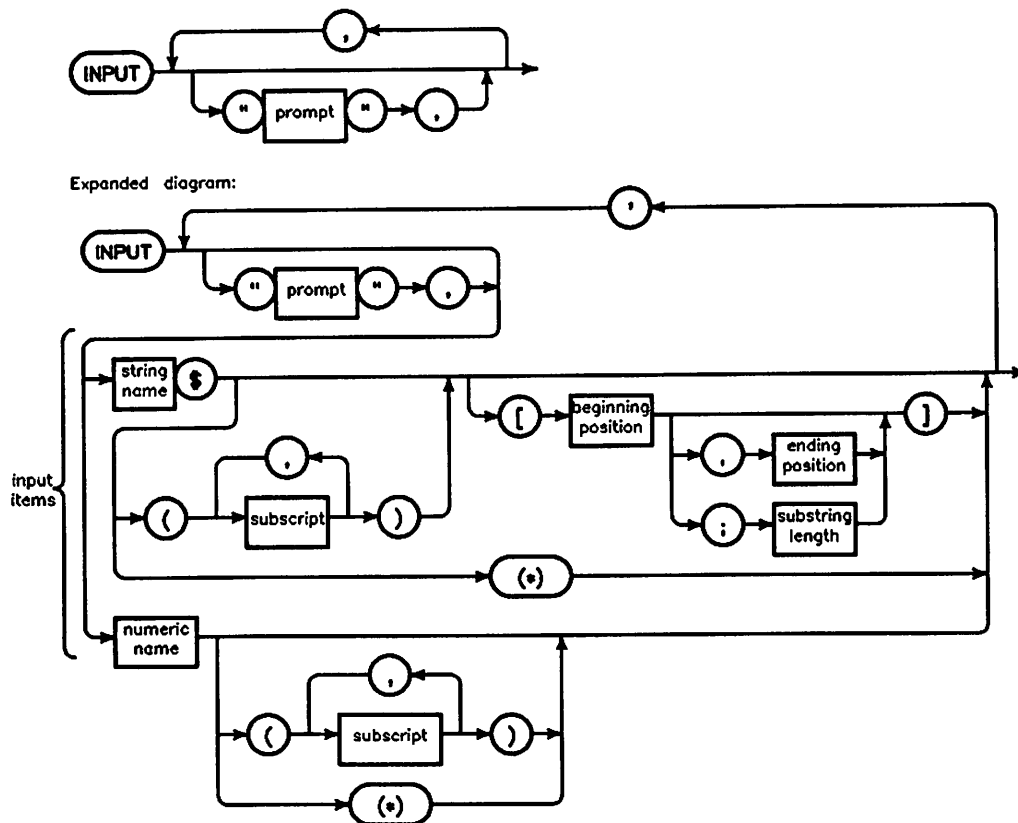 ,
INPUT
" prompt " ,
Expanded diagram:
,
INPUT
" prompt " ,
string
name
$
[
beginning
position
]
,
ending
position
,
( subscript )
;
substring
length
input
items
(*)
numeric
name
,
( subscript )
(*)